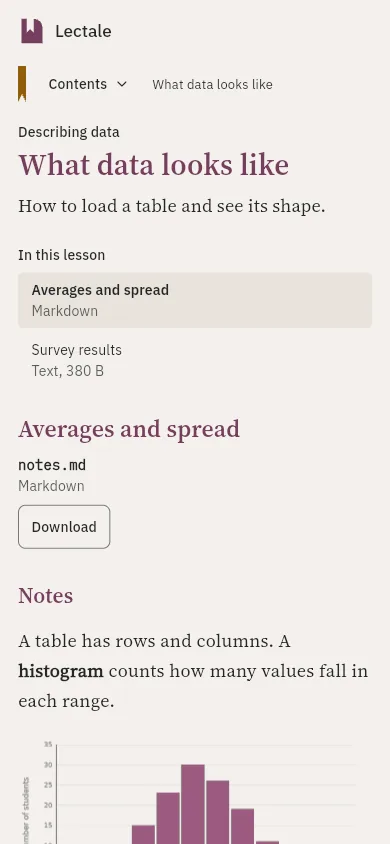 Lectale
Contents
What data looks like
Describing data
What data looks like
How to load a table and see its shape.
In this lesson
Averages and spread
Markdown
Survey results
Text, 380 B
Averages and spread
notes.md
Markdown
Download
Notes
A table has rows and columns. A
histogram counts how many values fall in
each range.
35
30
25
20
15
of students